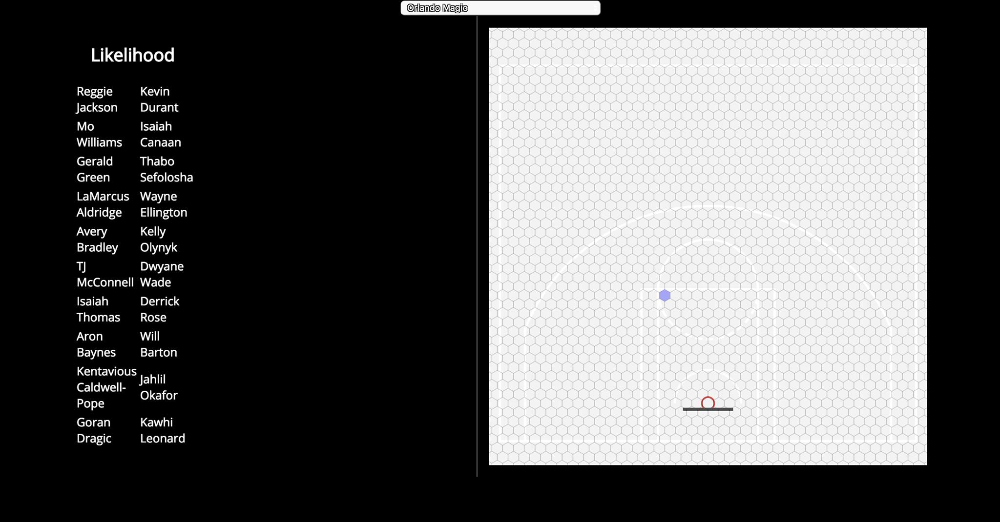 Orlando Magic
Likelihood
Reggie Jackson
Kevin Durant
Mo Williams
Isaiah Canaan
Gerald Green
Thabo Sefolosha
LaMarcus Aldridge
Wayne Ellington
Avery Bradley
Kelly Olynyk
TJ McConnell
Dwyane Wade
Isaiah Thomas
Derrick Rose
Aron Baynes
Will Barton
Kentavious Caldwell-Pope
Jahlil Okafor
Goran Dragic
Kawhi Leonard